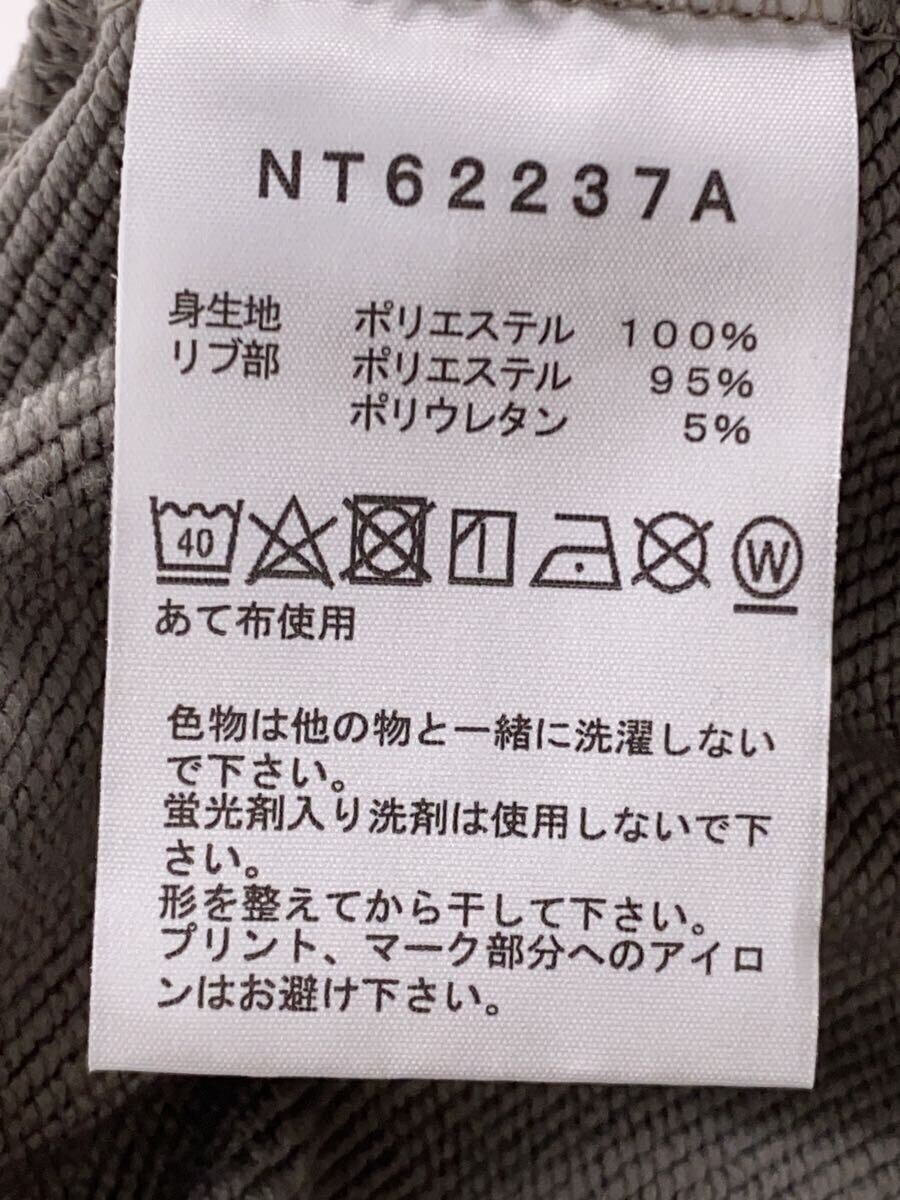 NT62237A
身生地 ポリエステル 100%
リブ部 ポリエステル 95%
ポリウレタン 5%
40 W
あて布使用
色物は他の物と一緒に洗濯しない
で下さい。
蛍光剤入り洗剤は使用しないで下
さい。
形を整えてから干して下さい。
プリント、マーク部分へのアイロ
ンはお避け下さい。